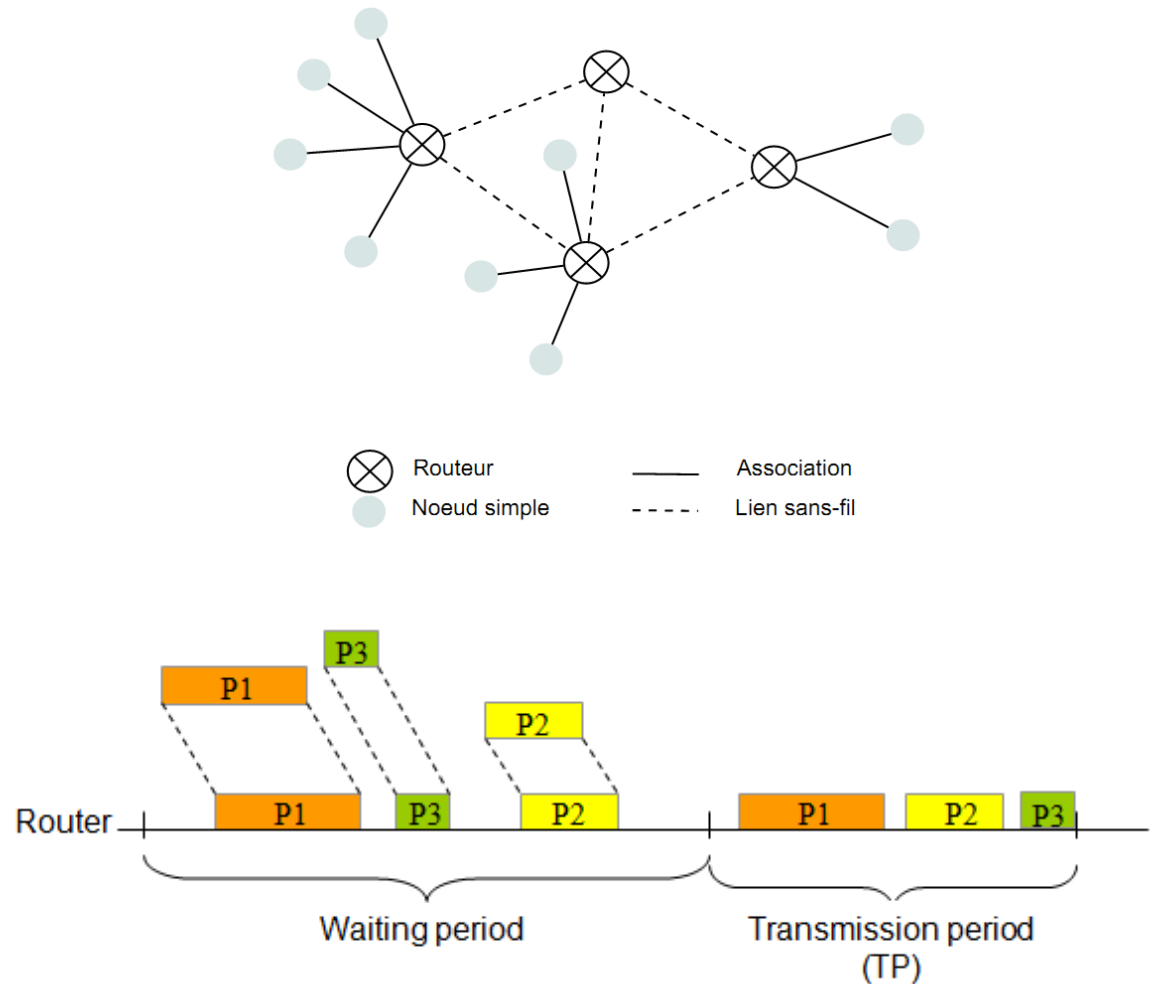 Routeur
Association
Noeud simple
Lien sans-fil
P3
P1
P2
Router
P1
P3
P2
P1
P2
P3
Waiting period
Transmission period
(TP)